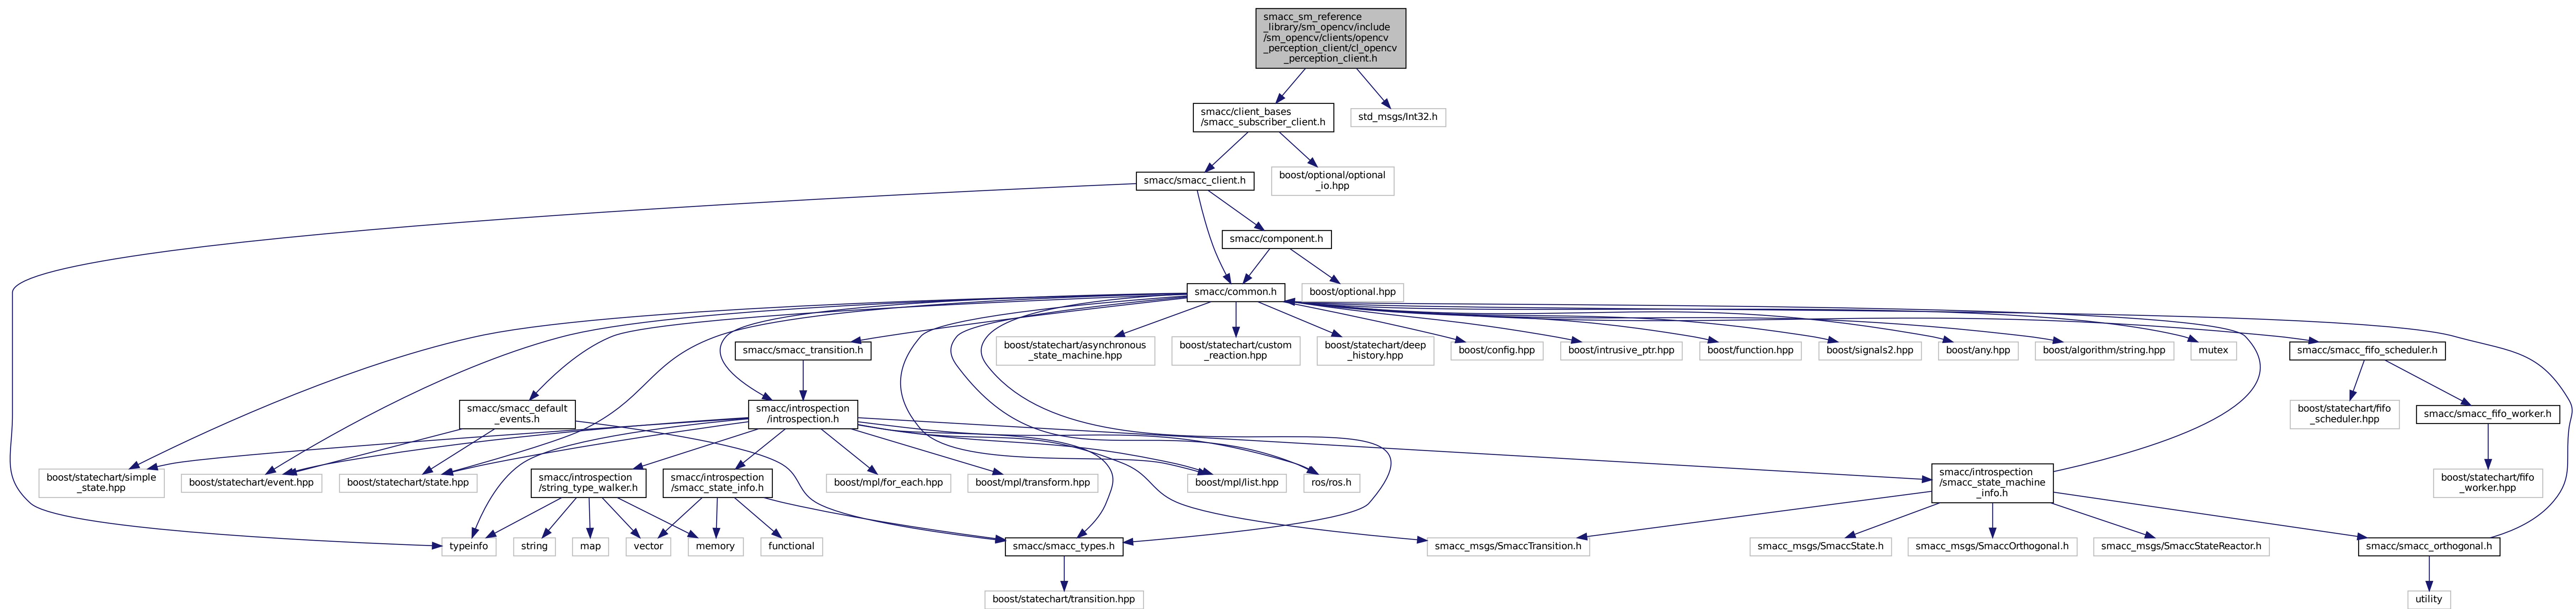 smacc_sm_reference
_library/sm_opencv/include
/sm_opencv/clients/opencv
_perception_client/cl_opencv
_perception_client.h
smacc/client_bases
/smacc_subscriber_client.h
std_msgs/Int32.h
smacc/smacc_client.h
boost/optional/optional
_io.hpp
smacc/component.h
smacc/common.h
boost/optional.hpp
smacc/smacc_transition.h
boost/statechart/asynchronous
_state_machine.hpp
boost/statechart/custom
_reaction.hpp
boost/statechart/deep
_history.hpp
boost/config.hpp
boost/intrusive_ptr.hpp
boost/function.hpp
boost/signals2.hpp
boost/any.hpp
boost/algorithm/string.hpp
mutex
smacc/smacc_fifo_scheduler.h
smacc/smacc_default
_events.h
smacc/introspection
/introspection.h
boost/statechart/fifo
_scheduler.hpp
smacc/smacc_fifo_worker.h
boost/statechart/simple
_state.hpp
boost/statechart/event.hpp
boost/statechart/state.hpp
smacc/introspection
/string_type_walker.h
smacc/introspection
/smacc_state_info.h
boost/mpl/for_each.hpp
boost/mpl/transform.hpp
boost/mpl/list.hpp
ros/ros.h
smacc/introspection
/smacc_state_machine
_info.h
boost/statechart/fifo
_worker.hpp
typeinfo
string
map
vector
memory
functional
smacc/smacc_types.h
smacc_msgs/SmaccTransition.h
smacc_msgs/SmaccState.h
smacc_msgs/SmaccOrthogonal.h
smacc_msgs/SmaccStateReactor.h
smacc/smacc_orthogonal.h
boost/statechart/transition.hpp
utility